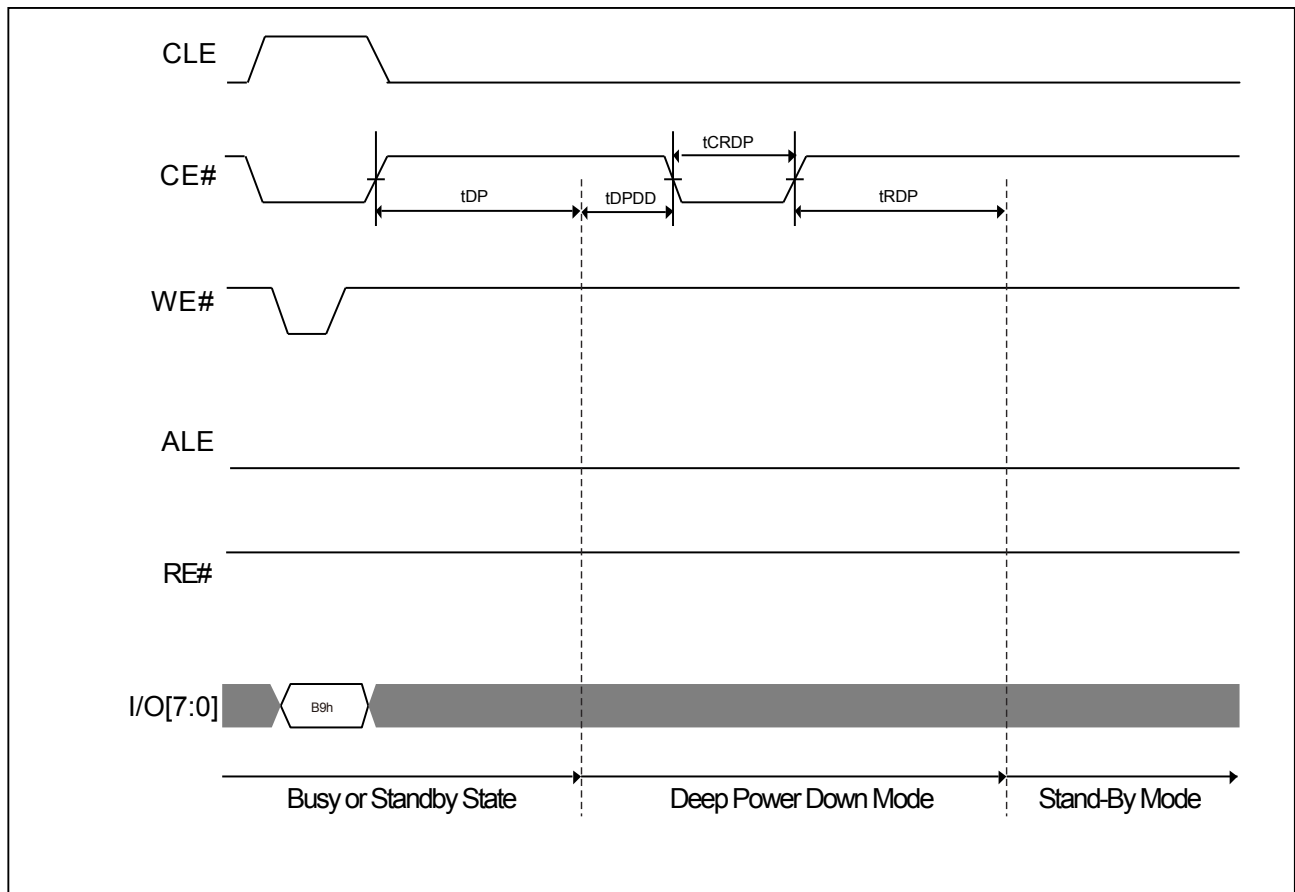 CLE
CE#
tCRDP
tDP
tDPDD
tRDP
WE#
ALE
RE#
I/O[7:0]
B9h
Busy or Standby State
Deep Power Down Mode
Stand-By Mode